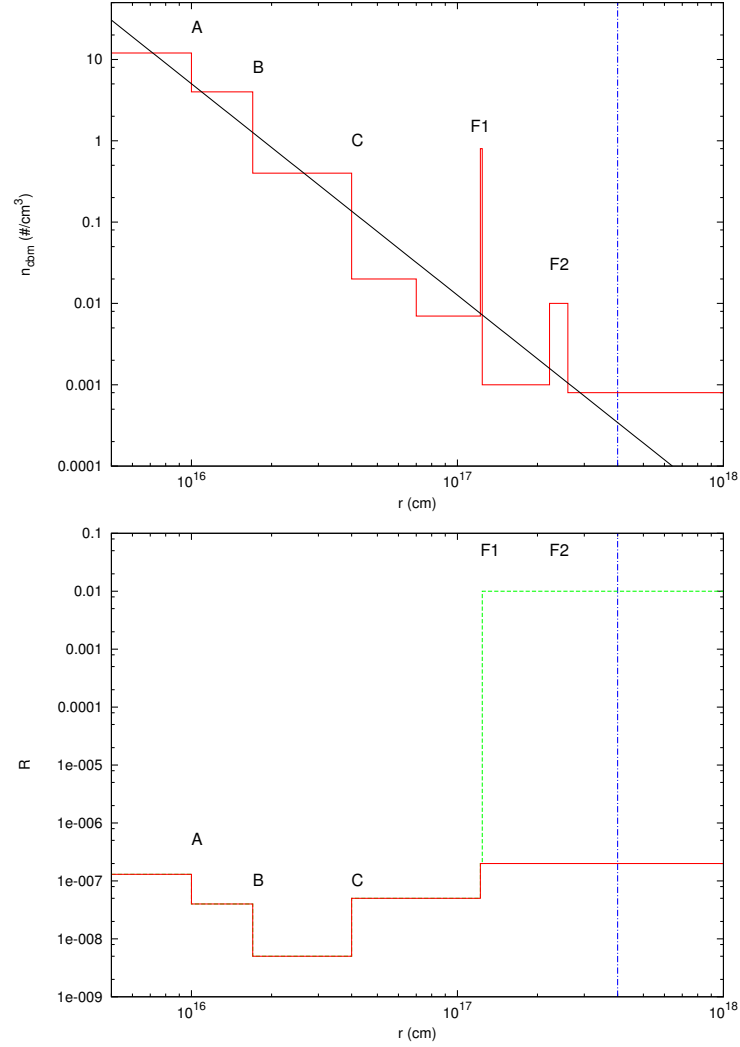 10
1
0.1
0.01
0.001
0.0001
n_cbm (#/cm^3)
A
B
C
F1
F2
10^16
10^17
10^18
r (cm)
0.1
0.01
0.001
0.0001
1e-005
1e-006
1e-007
1e-008
1e-009
R
F1
F2
A
B
C
10^16
10^17
10^18
r (cm)